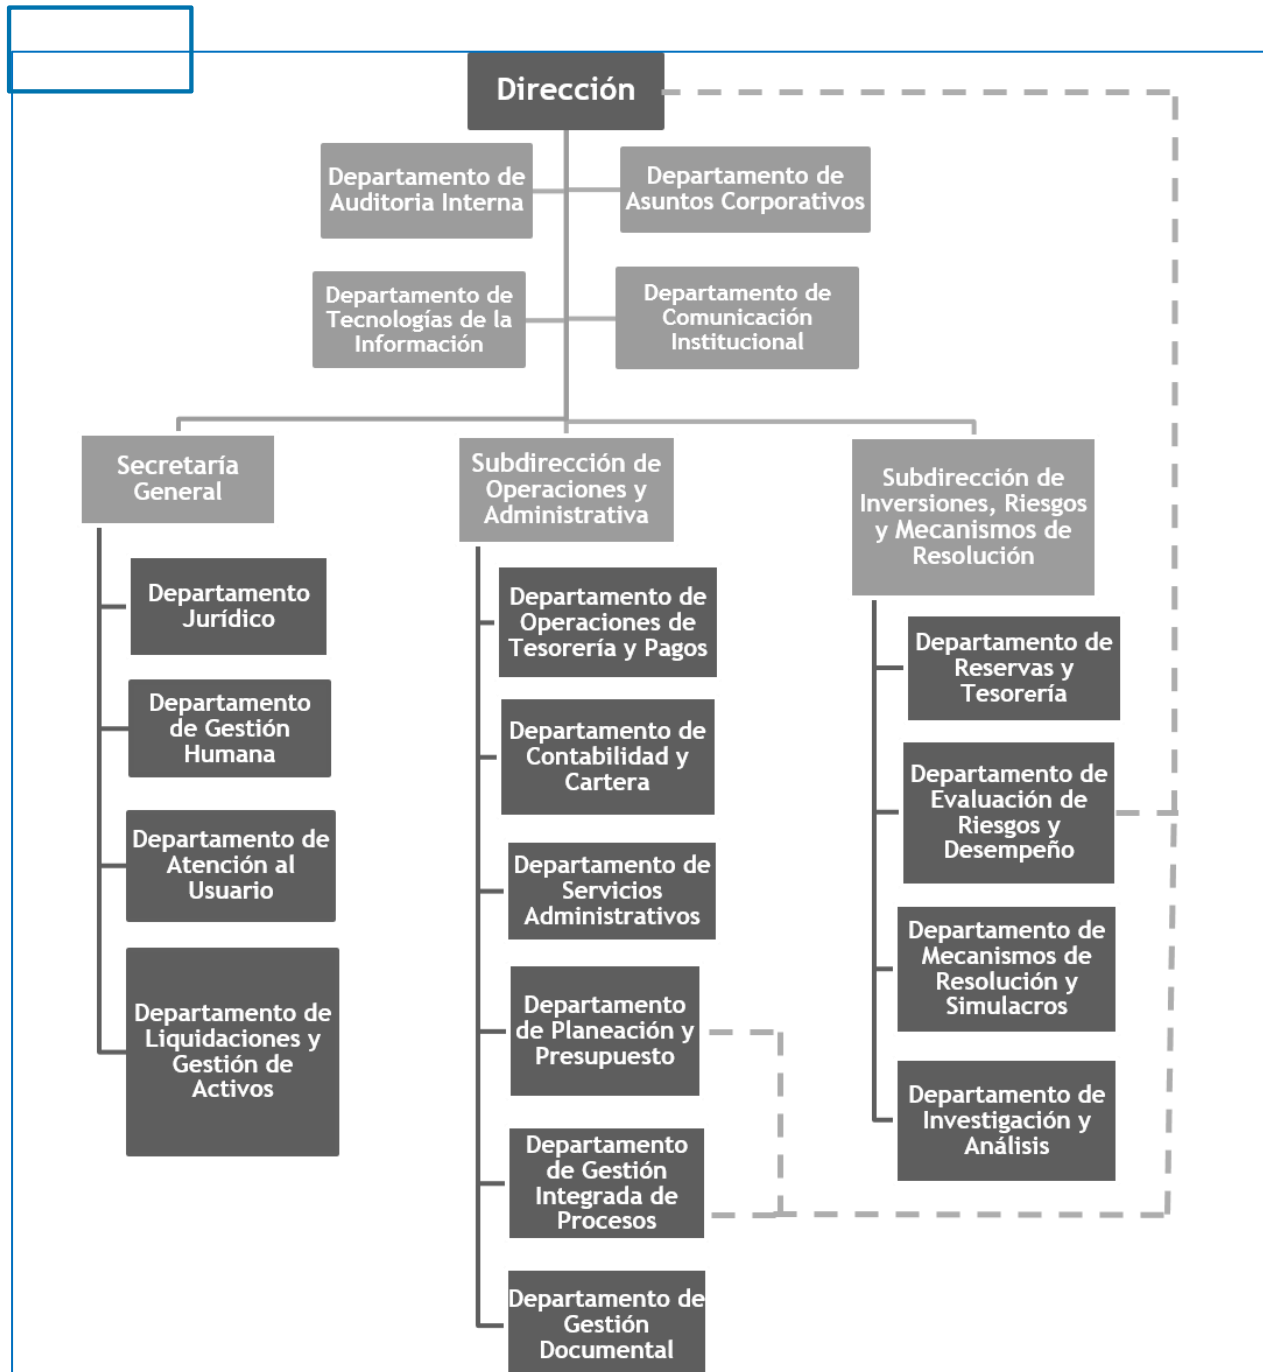 Dirección
Departamento de
Auditoria Interna
Departamento de
Asuntos Corporativos
Departamento de
Tecnologías de la
Información
Departamento de
Comunicación
Institucional
Secretaría
General
Departamento
Jurídico
Departamento
de Gestión
Humana
Departamento de
Atención al
Usuario
Departamento de
Liquidaciones y
Gestión de
Activos
Subdirección de
Operaciones y
Administrativa
Departamento de
Operaciones de
Tesorería y Pagos
Departamento de
Contabilidad y
Cartera
Departamento de
Servicios
Administrativos
Departamento
de Planeación y
Presupuesto
Departamento
de Gestión
Integrada de
Procesos
Departamento de
Gestión
Documental
Subdirección de
Inversiones, Riesgos
y Mecanismos de
Resolución
Departamento de
Reservas y
Tesorería
Departamento de
Evaluación de
Riesgos y
Desempeño
Departamento de
Mecanismos de
Resolución y
Simulacros
Departamento de
Investigación y
Análisis